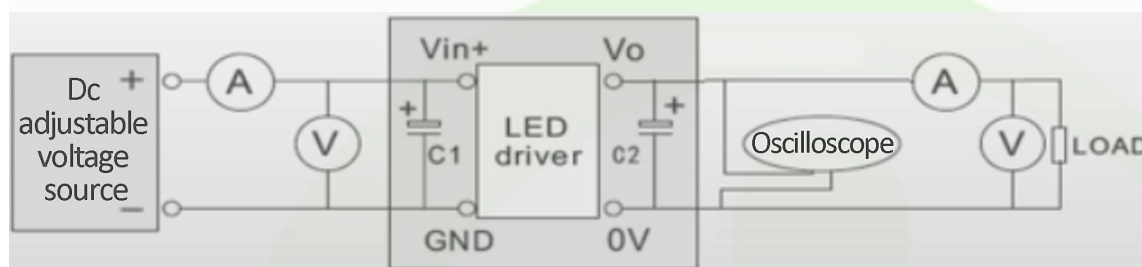 Dc
adjustable
voltage
source
+
−
A
V
Vin+
GND
+
C1
LED
driver
Vo
0V
+
C2
Oscilloscope
A
V
LOAD